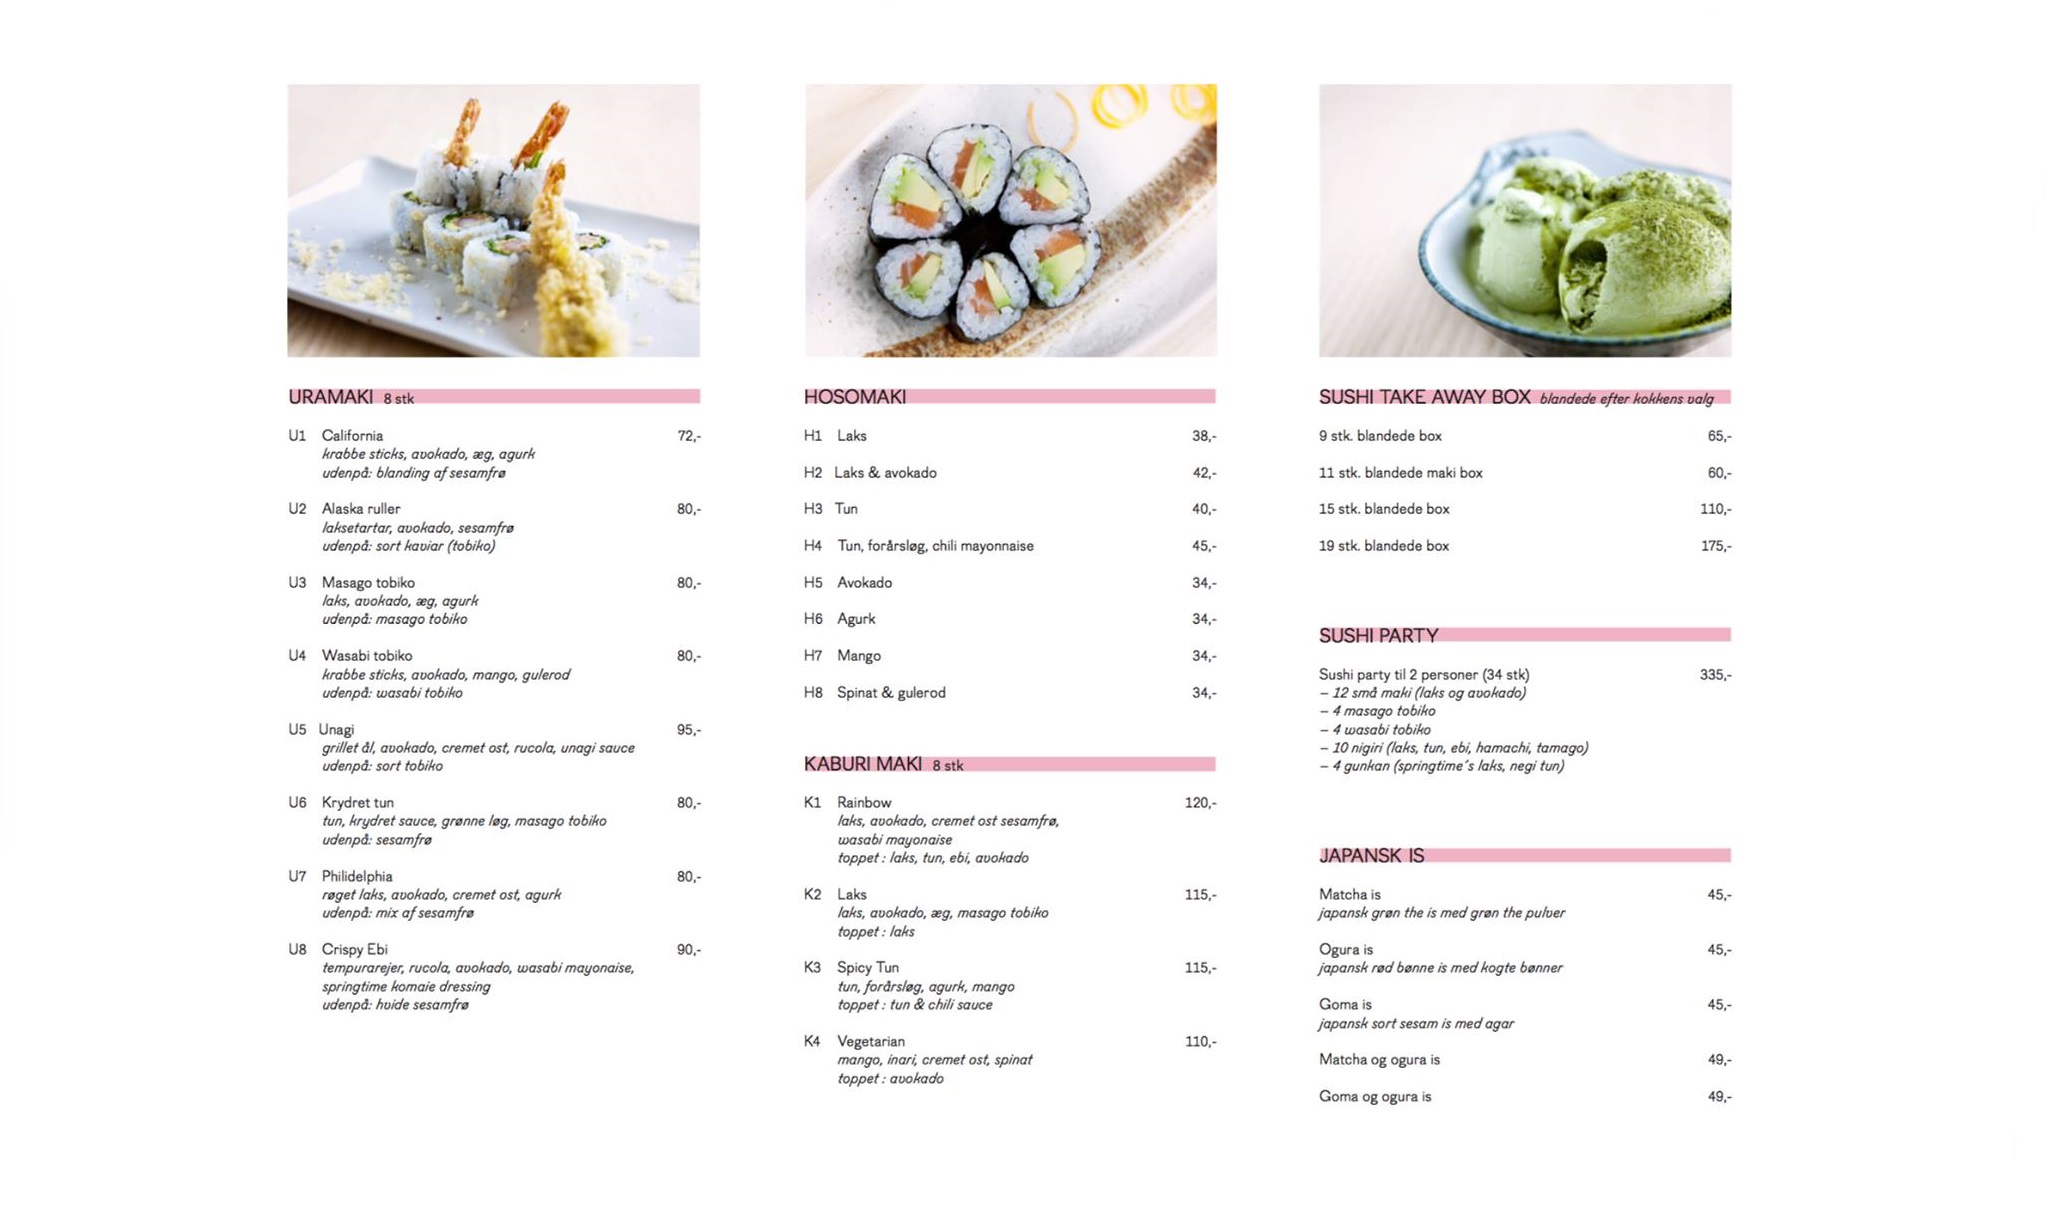 URAMAKI 8 stk
U1 California 72,-
krabbe sticks, avokado, æg, agurk
udenpå: blanding af sesamfrø
U2 Alaska ruller 80,-
laksetartar, avokado, sesamfrø
udenpå: sort kaviar (tobiko)
U3 Masago tobiko 80,-
laks, avokado, æg, agurk
udenpå: masago tobiko
U4 Wasabi tobiko 80,-
krabbe sticks, avokado, mango, gulerod
udenpå: wasabi tobiko
U5 Unagi 95,-
grillet ål, avokado, cremet ost, rucola, unagi sauce
udenpå: sort tobiko
U6 Krydret tun 80,-
tun, krydret sauce, grønne løg, masago tobiko
udenpå: sesamfrø
U7 Philidelphia 80,-
røget laks, avokado, cremet ost, agurk
udenpå: mix af sesamfrø
U8 Crispy Ebi 90,-
tempurarejer, rucola, avokado, wasabi mayonaise,
springtime komaie dressing
udenpå: hvide sesamfrø
HOSOMAKI
H1 Laks 38,-
H2 Laks & avokado 42,-
H3 Tun 40,-
H4 Tun, forårsløg, chili mayonnaise 45,-
H5 Avokado 34,-
H6 Agurk 34,-
H7 Mango 34,-
H8 Spinat & gulerod 34,-
KABURI MAKI 8 stk
K1 Rainbow 120,-
laks, avokado, cremet ost sesamfrø,
wasabi mayonaise
toppet : laks, tun, ebi, avokado
K2 Laks 115,-
laks, avokado, æg, masago tobiko
toppet : laks
K3 Spicy Tun 115,-
tun, forårsløg, agurk, mango
toppet : tun & chili sauce
K4 Vegetarian 110,-
mango, inari, cremet ost, spinat
toppet : avokado
SUSHI TAKE AWAY BOX blandede efter kokkens valg
9 stk. blandede box 65,-
11 stk. blandede maki box 60,-
15 stk. blandede box 110,-
19 stk. blandede box 175,-
SUSHI PARTY
Sushi party til 2 personer (34 stk) 335,-
– 12 små maki (laks og avokado)
– 4 masago tobiko
– 4 wasabi tobiko
– 10 nigiri (laks, tun, ebi, hamachi, tamago)
– 4 gunkan (springtime´s laks, negi tun)
JAPANSK IS
Matcha is 45,-
japansk grøn the is med grøn the pulver
Ogura is 45,-
japansk rød bønne is med kogte bønner
Goma is 45,-
japansk sort sesam is med agar
Matcha og ogura is 49,-
Goma og ogura is 49,-